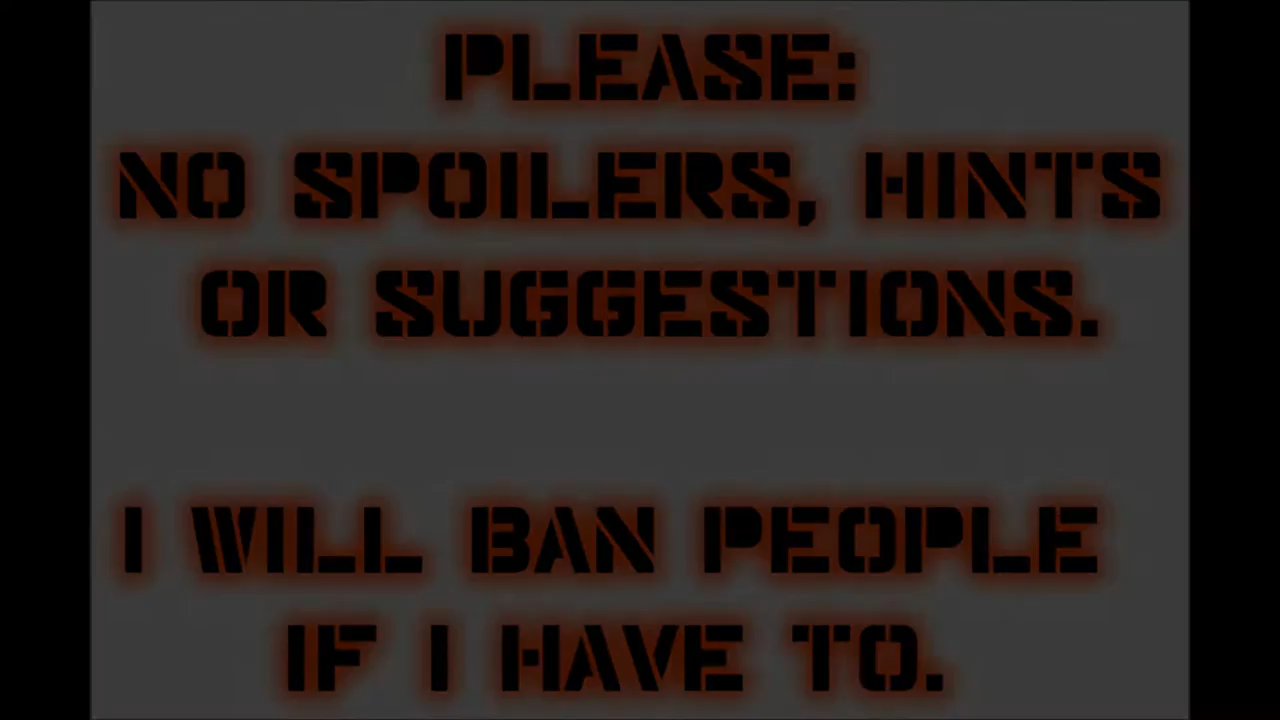 PLEASE:
NO SPOILERS, HINTS
OR SUGGESTIONS.
I WILL BAN PEOPLE
IF I HAVE TO.